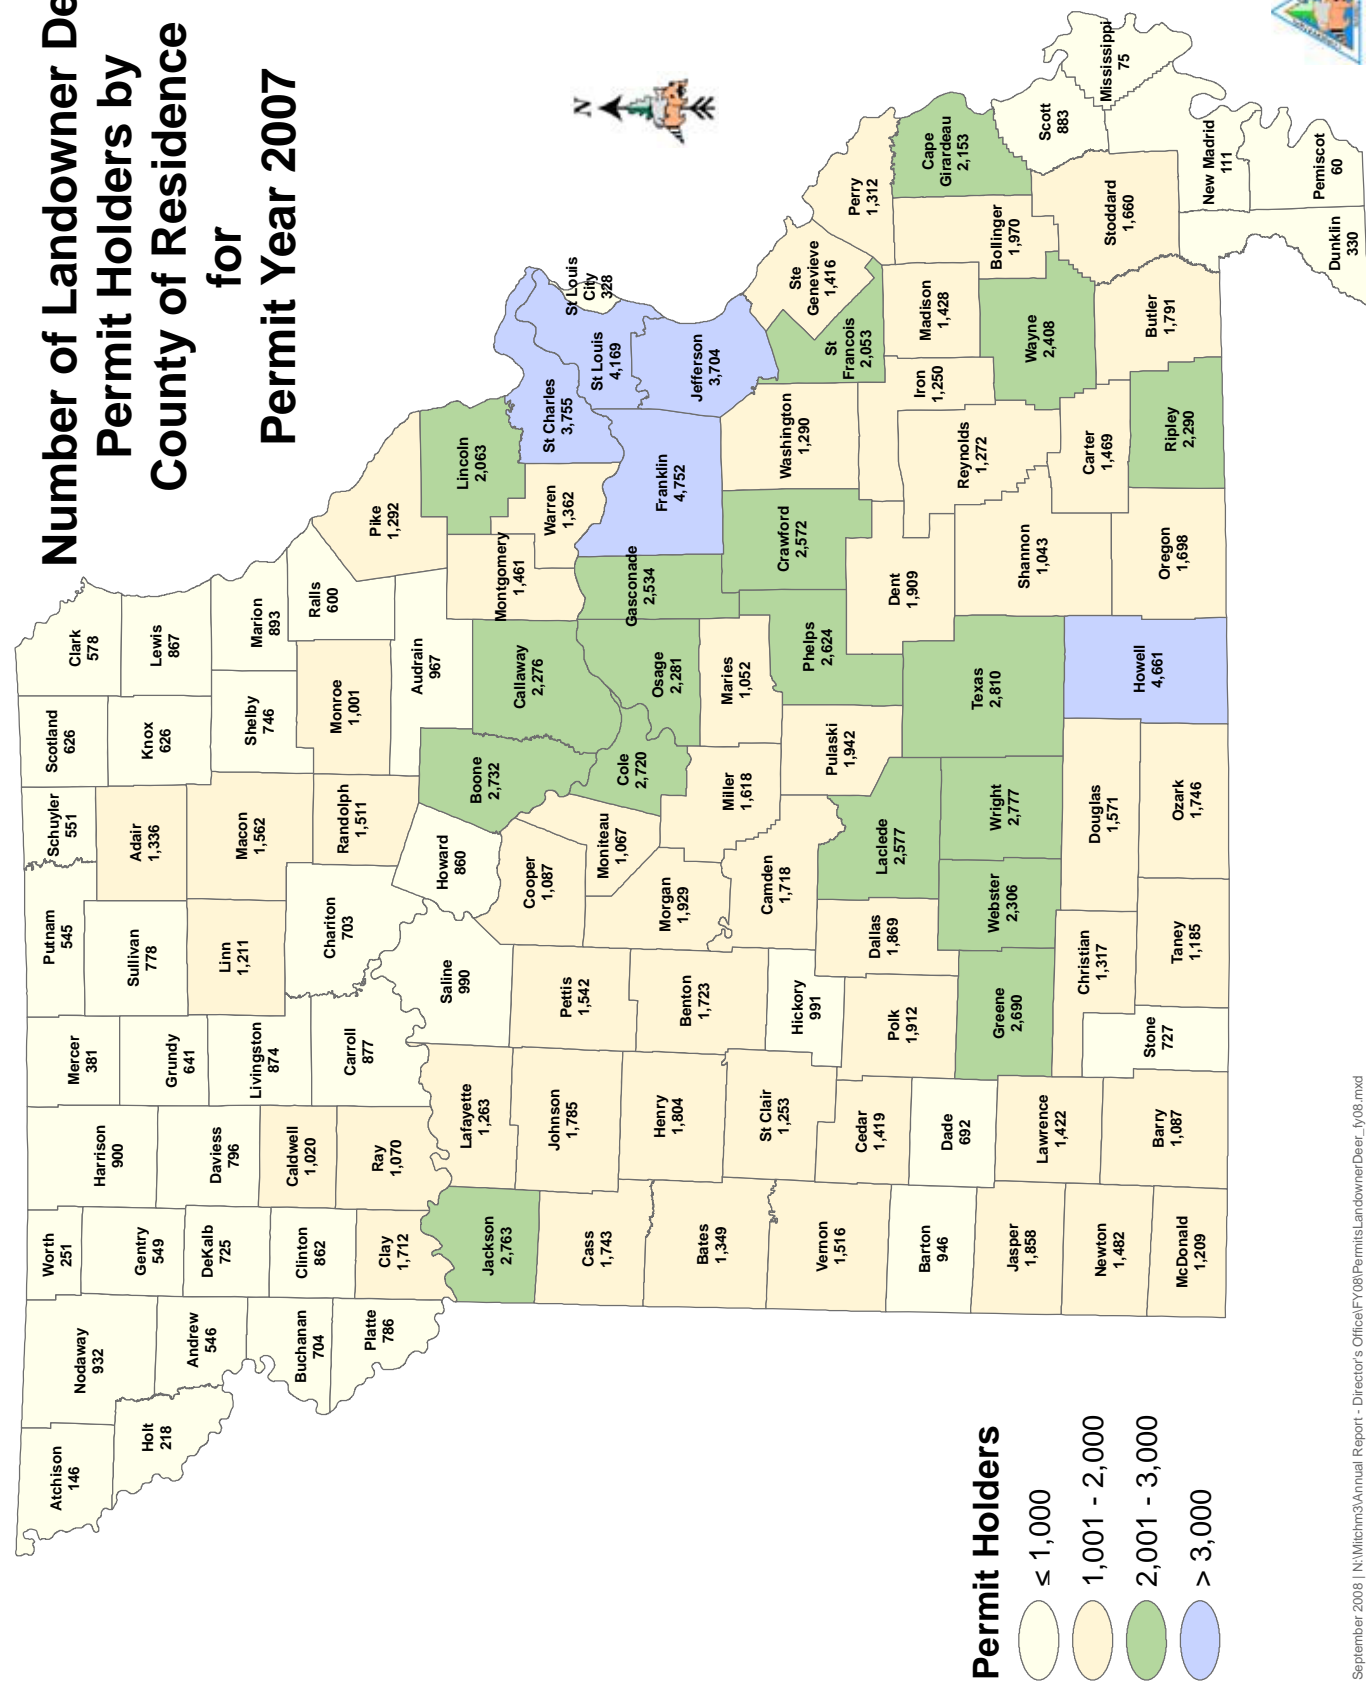 Number of Landowner De
Permit Holders by
County of Residence
for
Permit Year 2007
N
Atchison
146
Nodaway
932
Worth
251
Harrison
900
Mercer
381
Putnam
545
Schuyler
551
Scotland
626
Clark
578
Holt
218
Andrew
546
Gentry
549
DeKalb
725
Daviess
796
Grundy
641
Sullivan
778
Adair
1,336
Knox
626
Lewis
867
Buchanan
704
Clinton
862
Caldwell
1,020
Livingston
874
Linn
1,211
Macon
1,562
Shelby
746
Marion
893
Platte
786
Clay
1,712
Ray
1,070
Carroll
877
Chariton
703
Randolph
1,511
Monroe
1,001
Ralls
600
Pike
1,292
Jackson
2,763
Lafayette
1,263
Saline
990
Howard
860
Boone
2,732
Audrain
967
Callaway
2,276
Montgomery
1,461
Lincoln
2,063
Warren
1,362
St Charles
3,755
St Louis
City
328
St Louis
4,169
Cass
1,743
Johnson
1,785
Pettis
1,542
Cooper
1,087
Moniteau
1,067
Cole
2,720
Osage
2,281
Gasconade
2,534
Franklin
4,752
Jefferson
3,704
Bates
1,349
Henry
1,804
Benton
1,723
Morgan
1,929
Miller
1,618
Maries
1,052
Crawford
2,572
Washington
1,290
St
Francois
2,053
Ste
Genevieve
1,416
Perry
1,312
Vernon
1,516
St Clair
1,253
Hickory
991
Camden
1,718
Pulaski
1,942
Phelps
2,624
Dent
1,909
Iron
1,250
Madison
1,428
Cape
Girardeau
2,153
Cedar
1,419
Polk
1,912
Dallas
1,869
Laclede
2,577
Texas
2,810
Reynolds
1,272
Wayne
2,408
Bollinger
1,970
Scott
883
Mississippi
75
Barton
946
Dade
692
Greene
2,690
Webster
2,306
Wright
2,777
Shannon
1,043
Carter
1,469
Butler
1,791
Stoddard
1,660
New Madrid
111
Jasper
1,858
Lawrence
1,422
Christian
1,317
Douglas
1,571
Howell
4,661
Oregon
1,698
Ripley
2,290
Newton
1,482
McDonald
1,209
Barry
1,087
Stone
727
Taney
1,185
Ozark
1,746
Dunklin
330
Pemiscot
60
Permit Holders
≤ 1,000
1,001 - 2,000
2,001 - 3,000
> 3,000
September 2008 | N:\Mitchm3\Annual Report - Director's Office\FY08\PermitsLandownerDeer_fy08.mxd